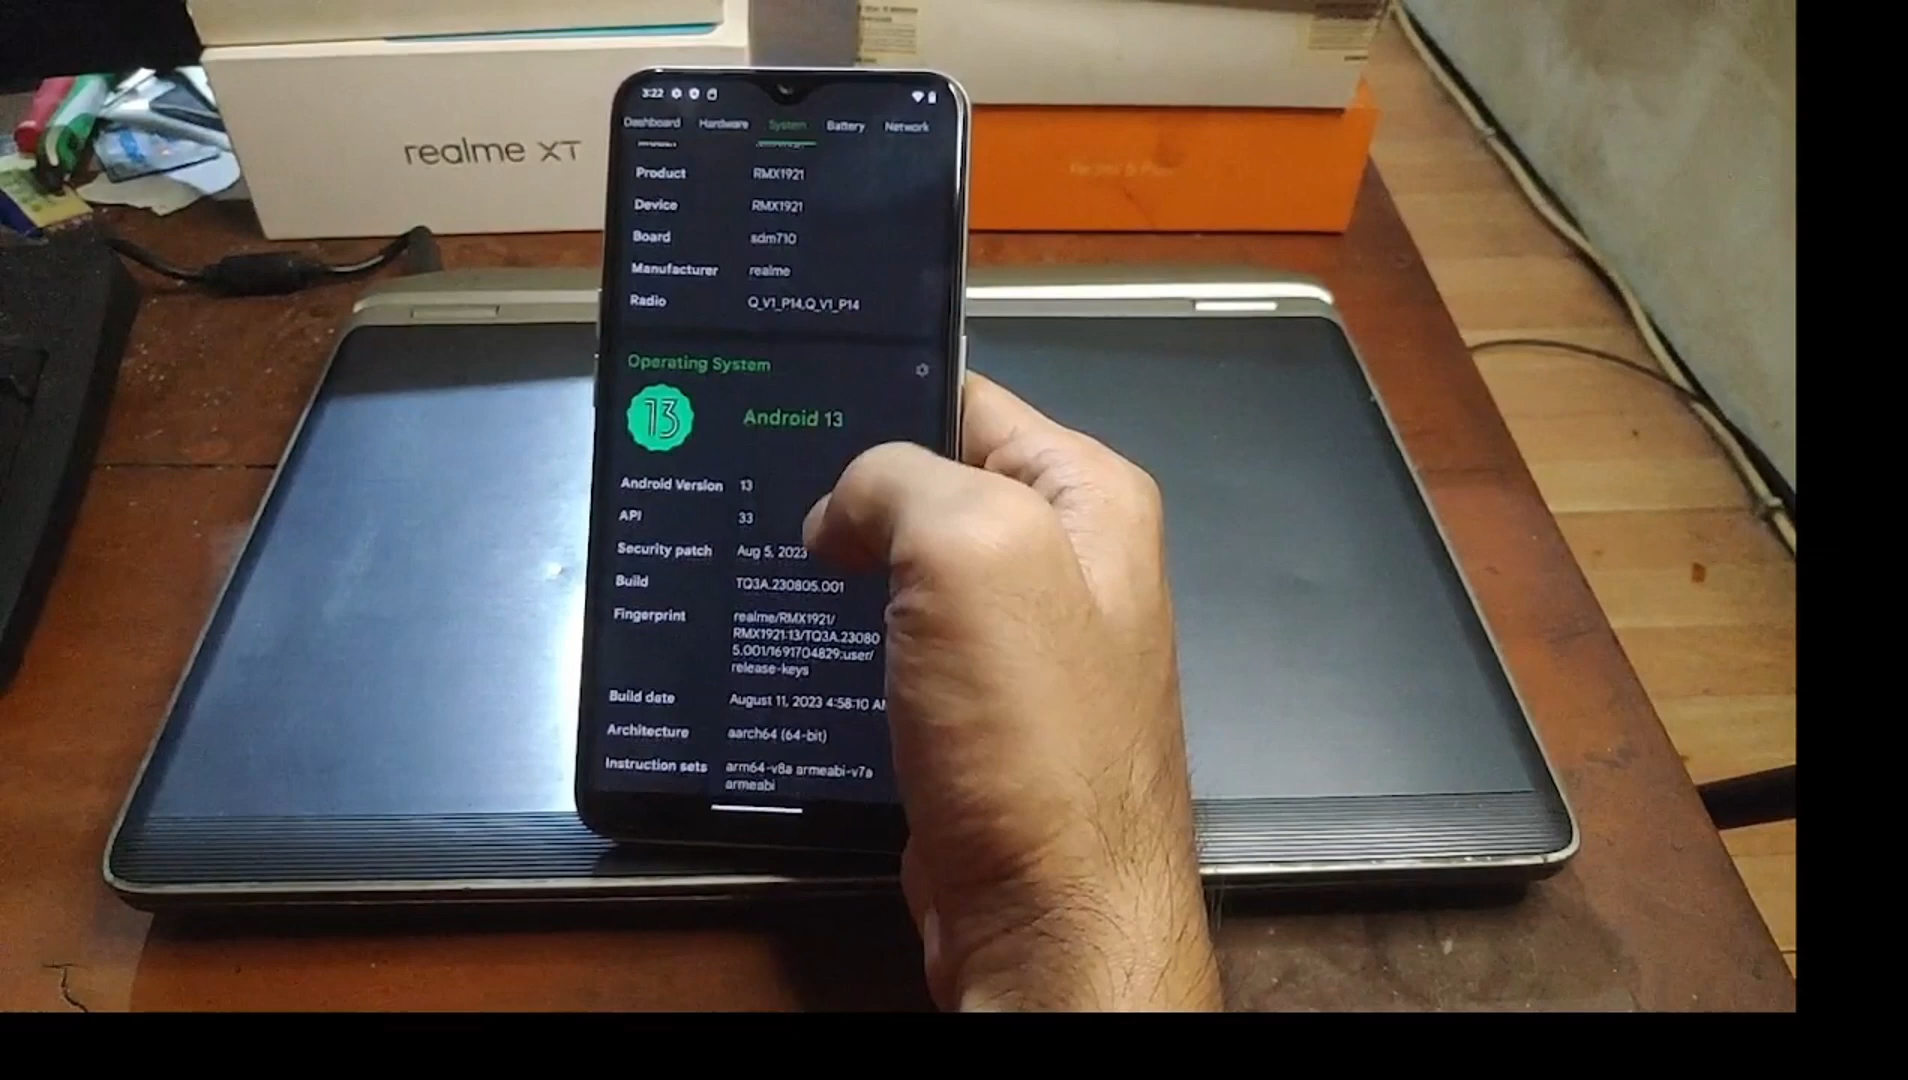 realme XT
3:22
Dashboard Hardware System Battery Network
Product RMX1921
Device RMX1921
Board sdm710
Manufacturer realme
Radio Q_V1_P14,Q_V1_P14
Operating System
13
Android 13
Android Version 13
API 33
Security patch Aug 5, 2023
Build TQ3A.230805.001
Fingerprint realme/RMX1921/
RMX1921:13/TQ3A.23080
5.001/1691704829:user/
release-keys
Build date August 11, 2023 4:58:10 AM
Architecture aarch64 (64-bit)
Instruction sets arm64-v8a armeabi-v7a
armeabi